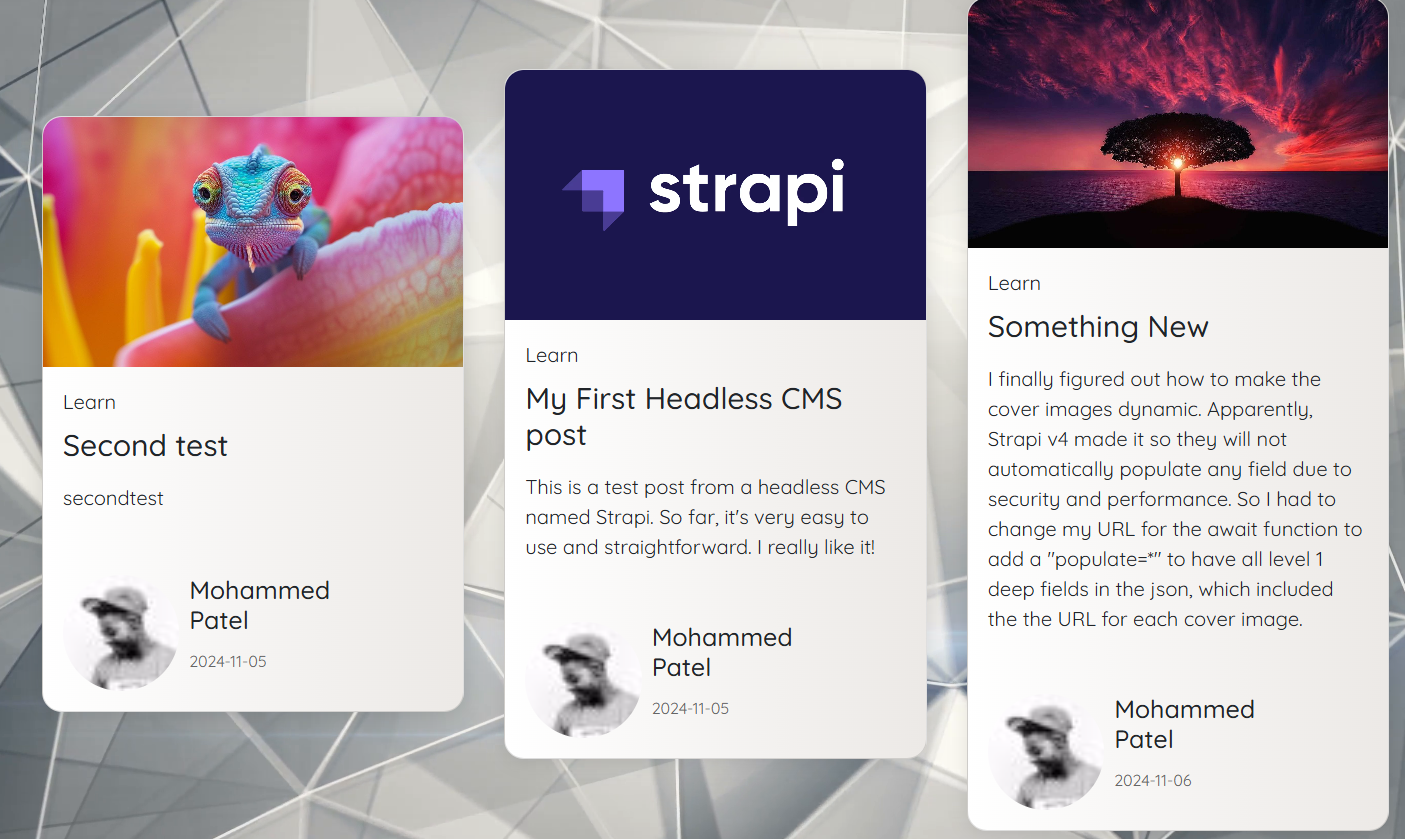 Learn
Second test
secondtest
Mohammed
Patel
2024-11-05
strapi
Learn
My First Headless CMS
post
This is a test post from a headless CMS
named Strapi. So far, it's very easy to
use and straightforward. I really like it!
Mohammed
Patel
2024-11-05
Learn
Something New
I finally figured out how to make the
cover images dynamic. Apparently,
Strapi v4 made it so they will not
automatically populate any field due to
security and performance. So I had to
change my URL for the await function to
add a "populate=*" to have all level 1
deep fields in the json, which included
the the URL for each cover image.
Mohammed
Patel
2024-11-06